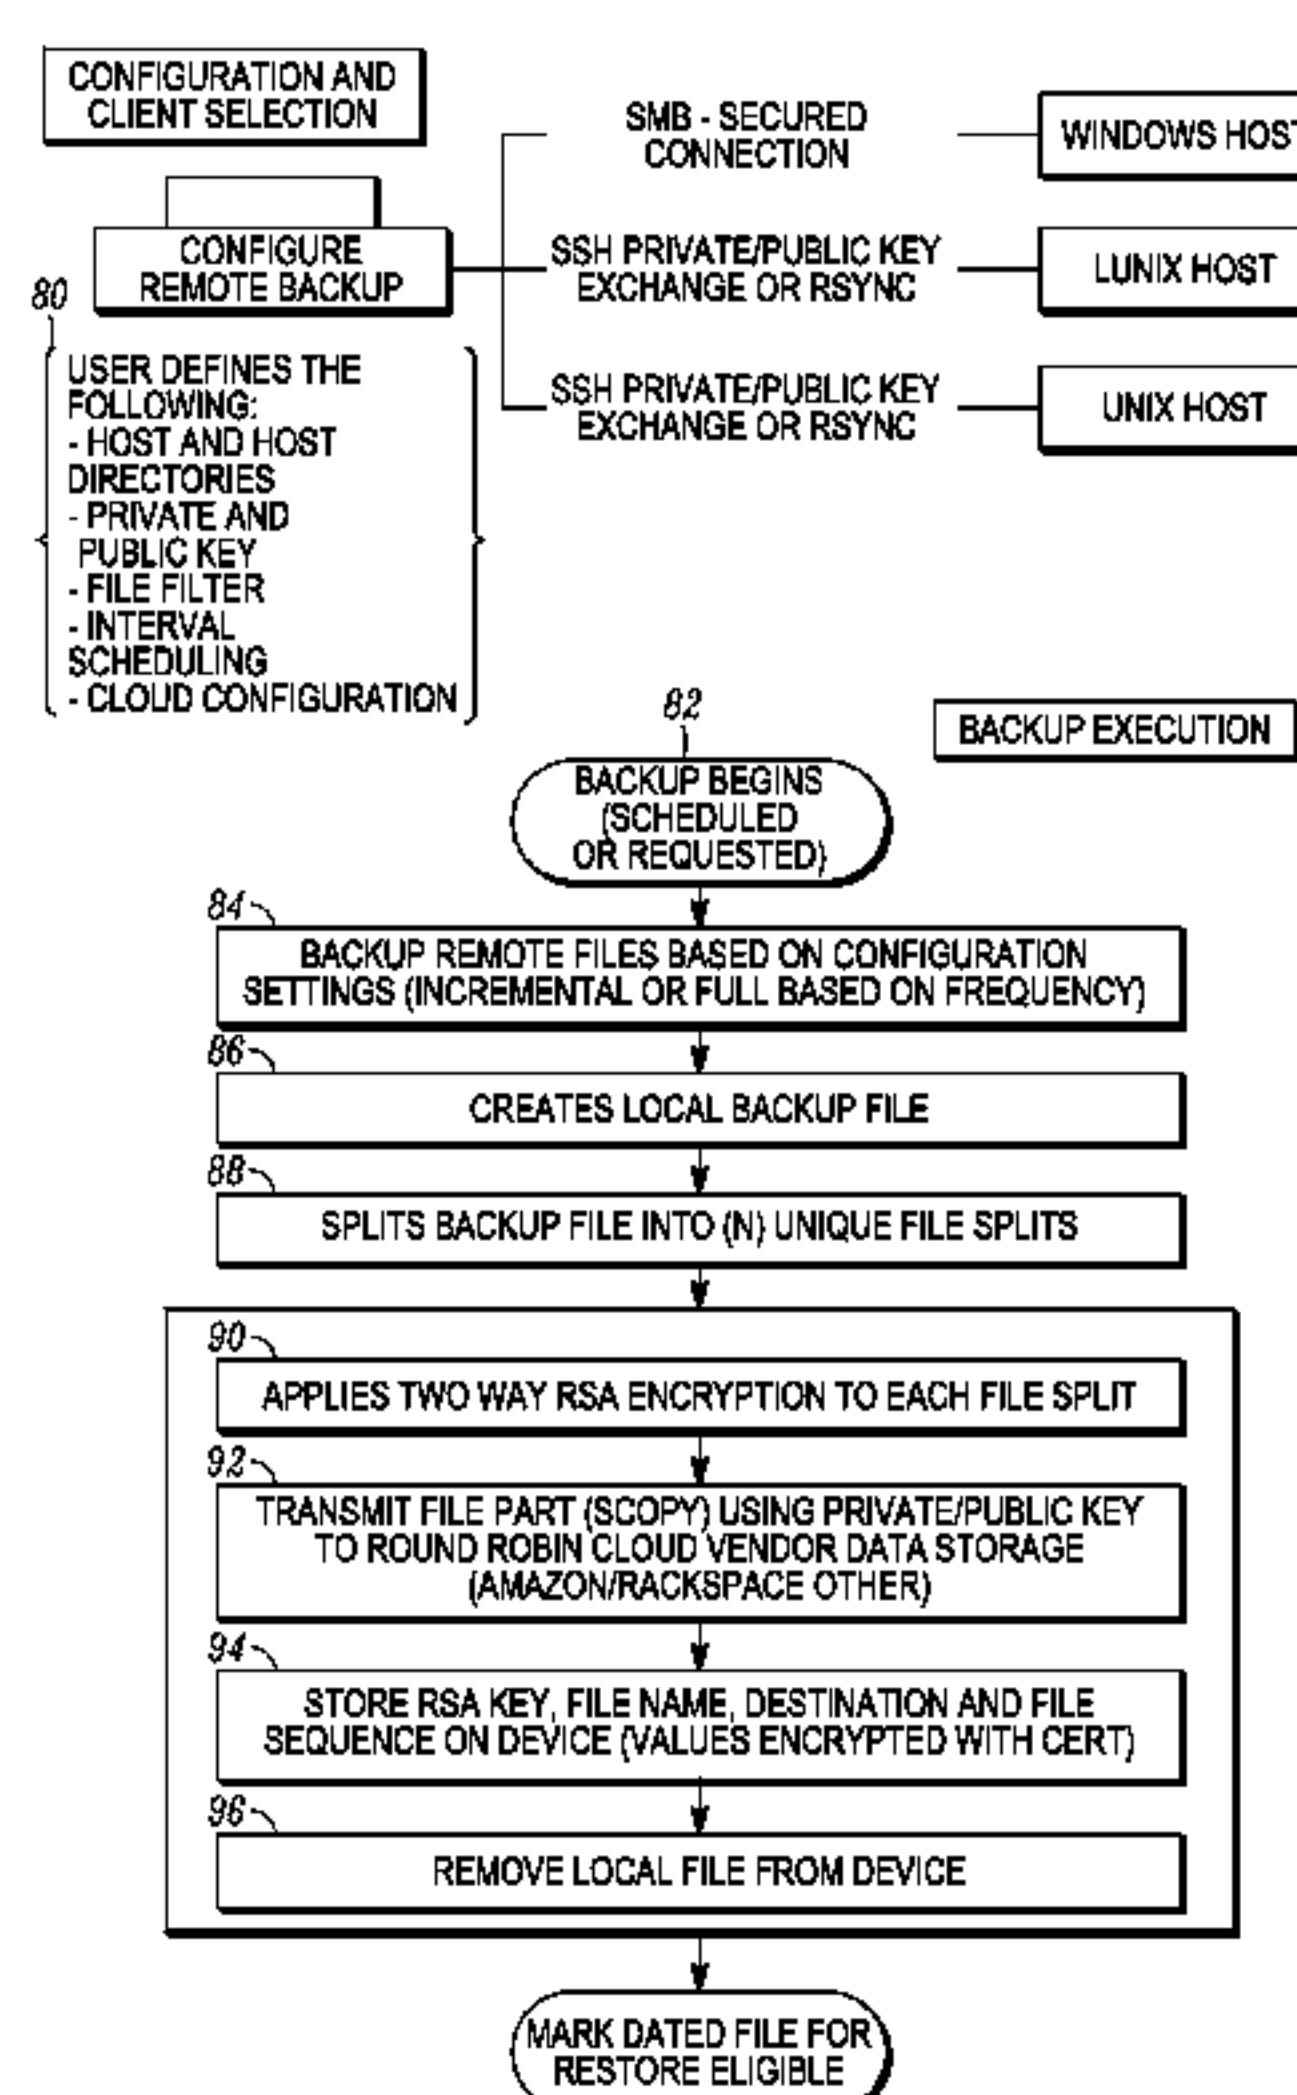 CONFIGURATION AND
CLIENT SELECTION
SMB - SECURED
CONNECTION
WINDOWS HOST
CONFIGURE
REMOTE BACKUP
SSH PRIVATE/PUBLIC KEY
EXCHANGE OR RSYNC
LUNIX HOST
80
SSH PRIVATE/PUBLIC KEY
EXCHANGE OR RSYNC
UNIX HOST
USER DEFINES THE
FOLLOWING:
- HOST AND HOST
DIRECTORIES
- PRIVATE AND
PUBLIC KEY
- FILE FILTER
- INTERVAL
SCHEDULING
- CLOUD CONFIGURATION
82
BACKUP EXECUTION
BACKUP BEGINS
(SCHEDULED
OR REQUESTED)
84
BACKUP REMOTE FILES BASED ON CONFIGURATION
SETTINGS (INCREMENTAL OR FULL BASED ON FREQUENCY)
86
CREATES LOCAL BACKUP FILE
88
SPLITS BACKUP FILE INTO (N) UNIQUE FILE SPLITS
90
APPLIES TWO WAY RSA ENCRYPTION TO EACH FILE SPLIT
92
TRANSMIT FILE PART (SCOPY) USING PRIVATE/PUBLIC KEY
TO ROUND ROBIN CLOUD VENDOR DATA STORAGE
(AMAZON/RACKSPACE OTHER)
94
STORE RSA KEY, FILE NAME, DESTINATION AND FILE
SEQUENCE ON DEVICE (VALUES ENCRYPTED WITH CERT)
96
REMOVE LOCAL FILE FROM DEVICE
MARK DATED FILE FOR
RESTORE ELIGIBLE